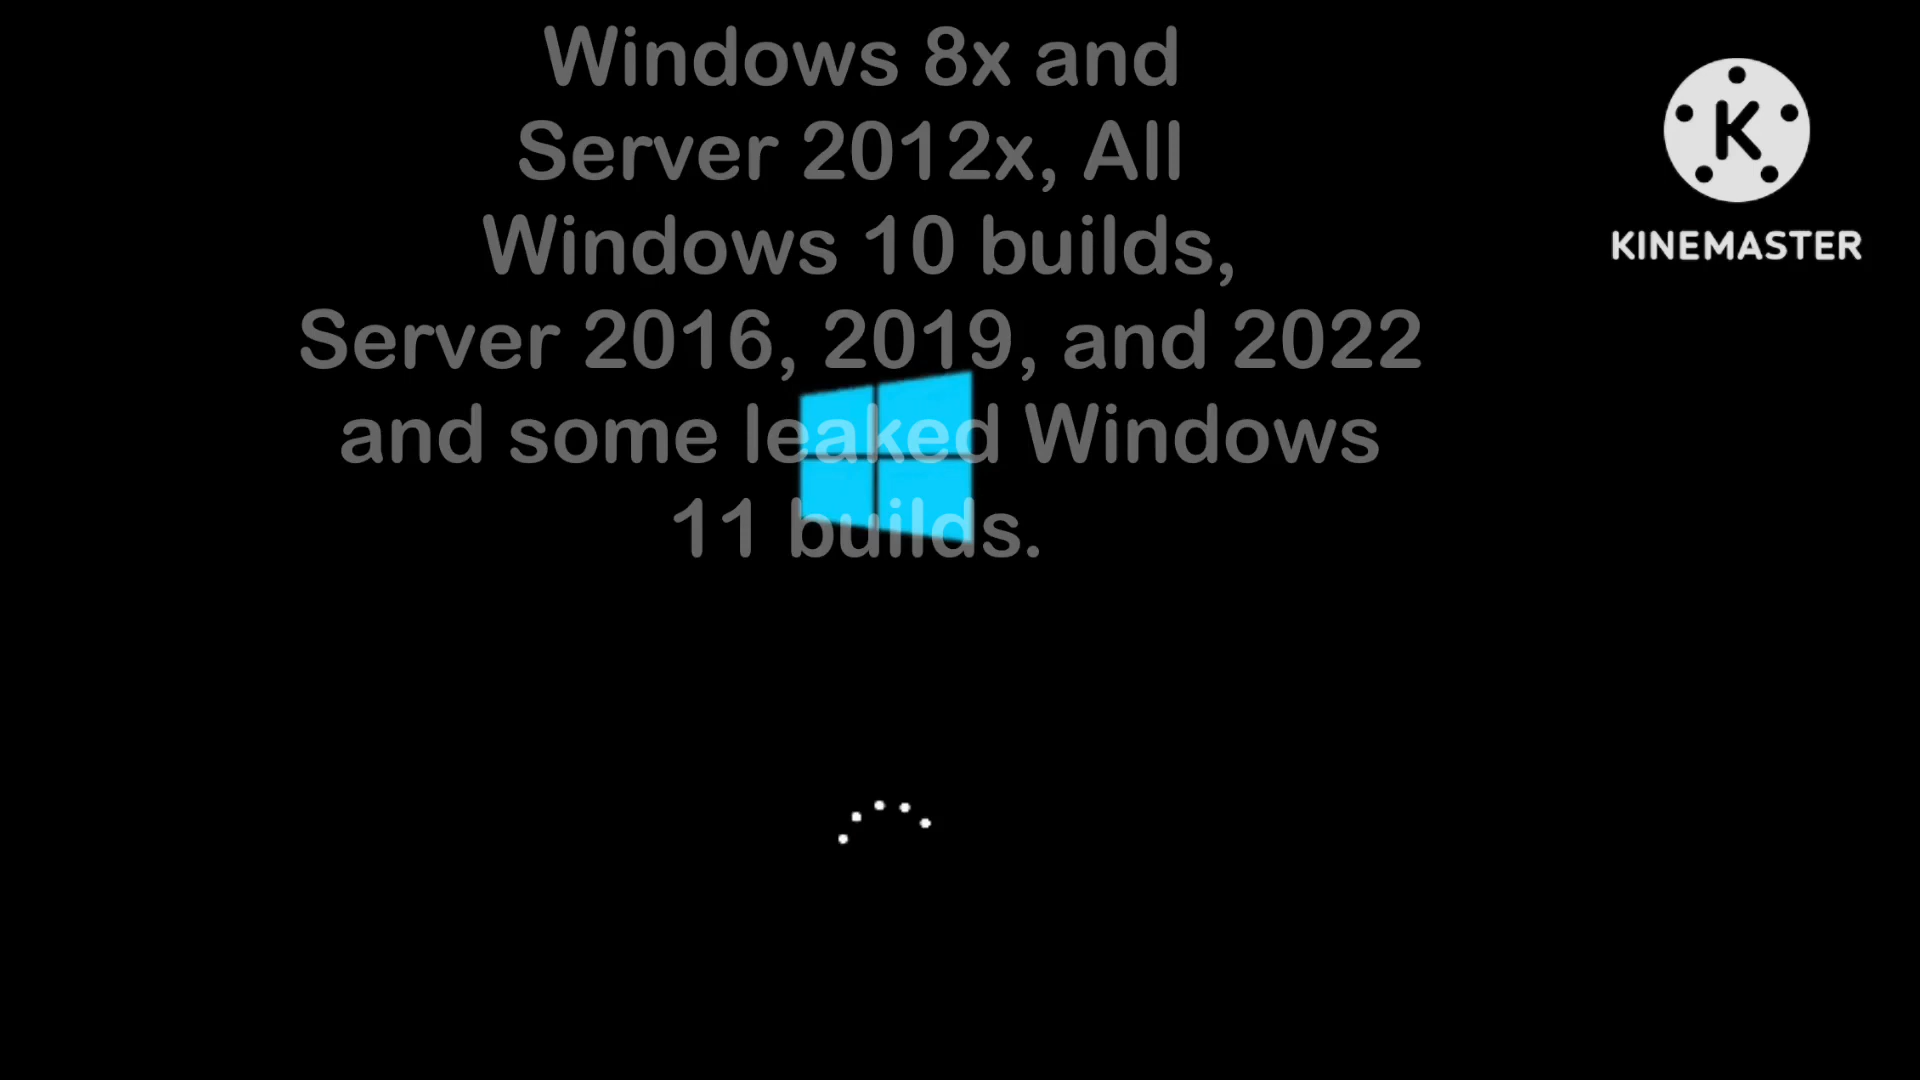 Windows 8x and
Server 2012x, All
Windows 10 builds,
Server 2016, 2019, and 2022
and some leaked Windows
11 builds.
K
KINEMASTER